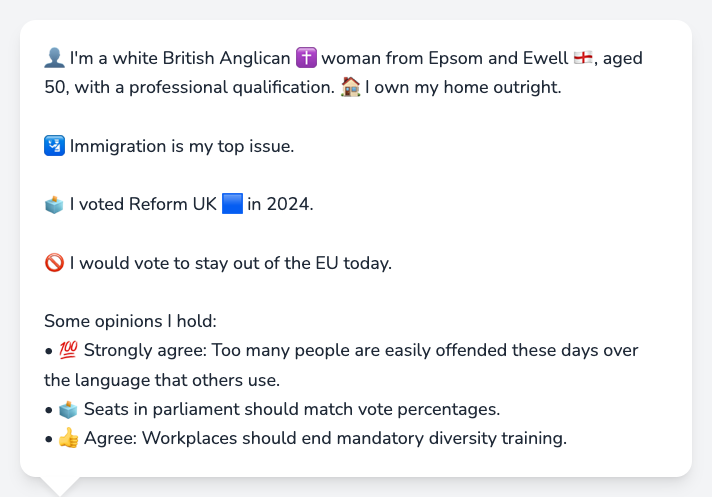 👤 I'm a white British Anglican ✝️ woman from Epsom and Ewell 🏴󠁧󠁢󠁥󠁮󠁧󠁿, aged
50, with a professional qualification. 🏠 I own my home outright.
🛂 Immigration is my top issue.
🗳️ I voted Reform UK 🟦 in 2024.
🚫 I would vote to stay out of the EU today.
Some opinions I hold:
• 💯 Strongly agree: Too many people are easily offended these days over
the language that others use.
• 🗳️ Seats in parliament should match vote percentages.
• 👍 Agree: Workplaces should end mandatory diversity training.